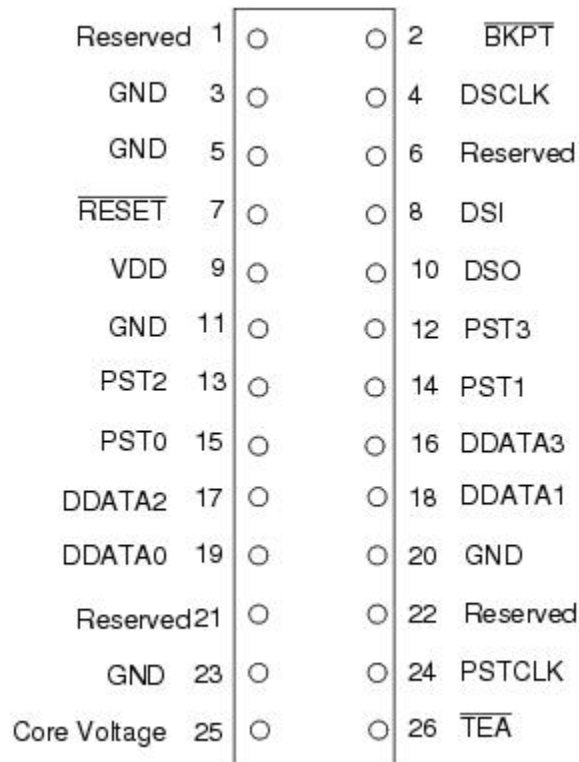 Reserved 1 2 BKPT
GND 3 4 DSCLK
GND 5 6 Reserved
RESET 7 8 DSI
VDD 9 10 DSO
GND 11 12 PST3
PST2 13 14 PST1
PST0 15 16 DDATA3
DDATA2 17 18 DDATA1
DDATA0 19 20 GND
Reserved 21 22 Reserved
GND 23 24 PSTCLK
Core Voltage 25 26 TEA